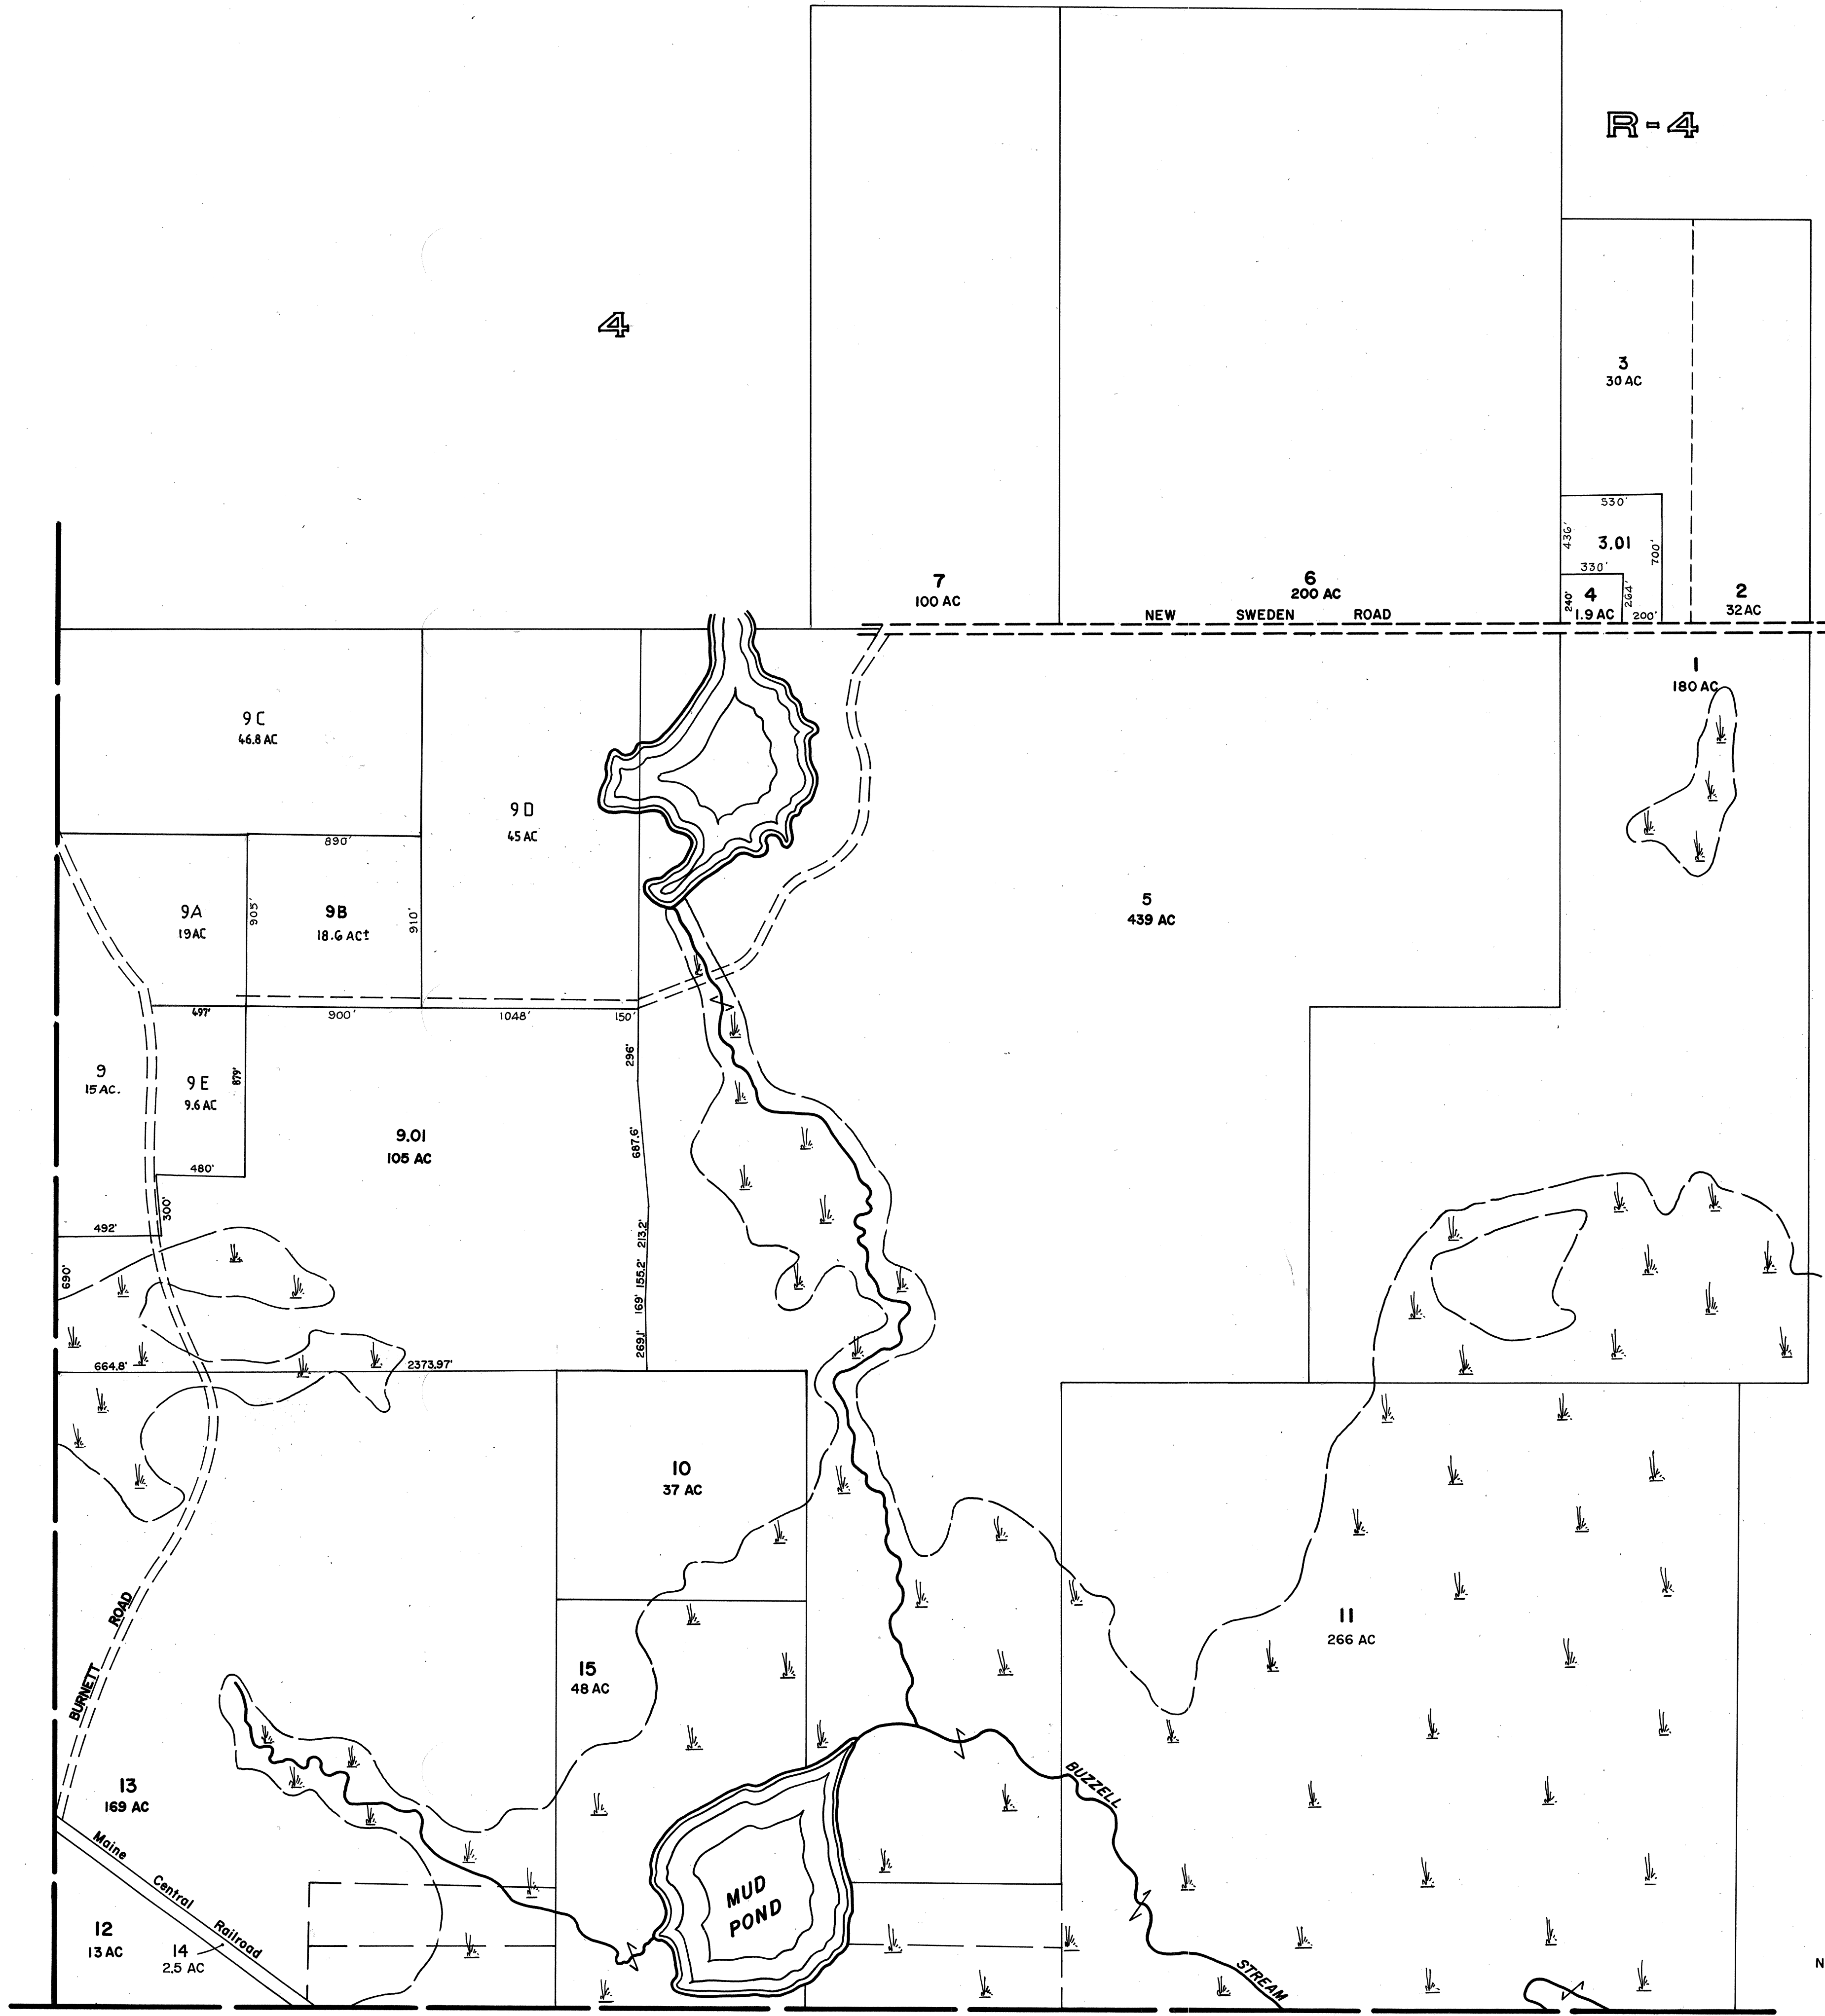 R-4
4
3
30 AC
530'
436'
3.01
700'
330'
240'
4
1.9 AC
264'
200'
2
32 AC
7
100 AC
6
200 AC
NEW SWEDEN ROAD
1
180 AC
9C
46.8 AC
9D
45 AC
890'
9A
19 AC
905'
9B
18.6 AC±
910'
5
439 AC
497'
900'
1048'
150'
296'
9
15 AC.
9E
9.6 AC
879'
9.01
105 AC
687.6'
480'
300'
492'
213.2'
690'
155.2'
169'
269.1'
664.8'
2373.97'
10
37 AC
BURNETT ROAD
11
266 AC
15
48 AC
13
169 AC
BUZZELL STREAM
Maine Central Railroad
MUD
POND
12
13 AC
14
2.5 AC
N